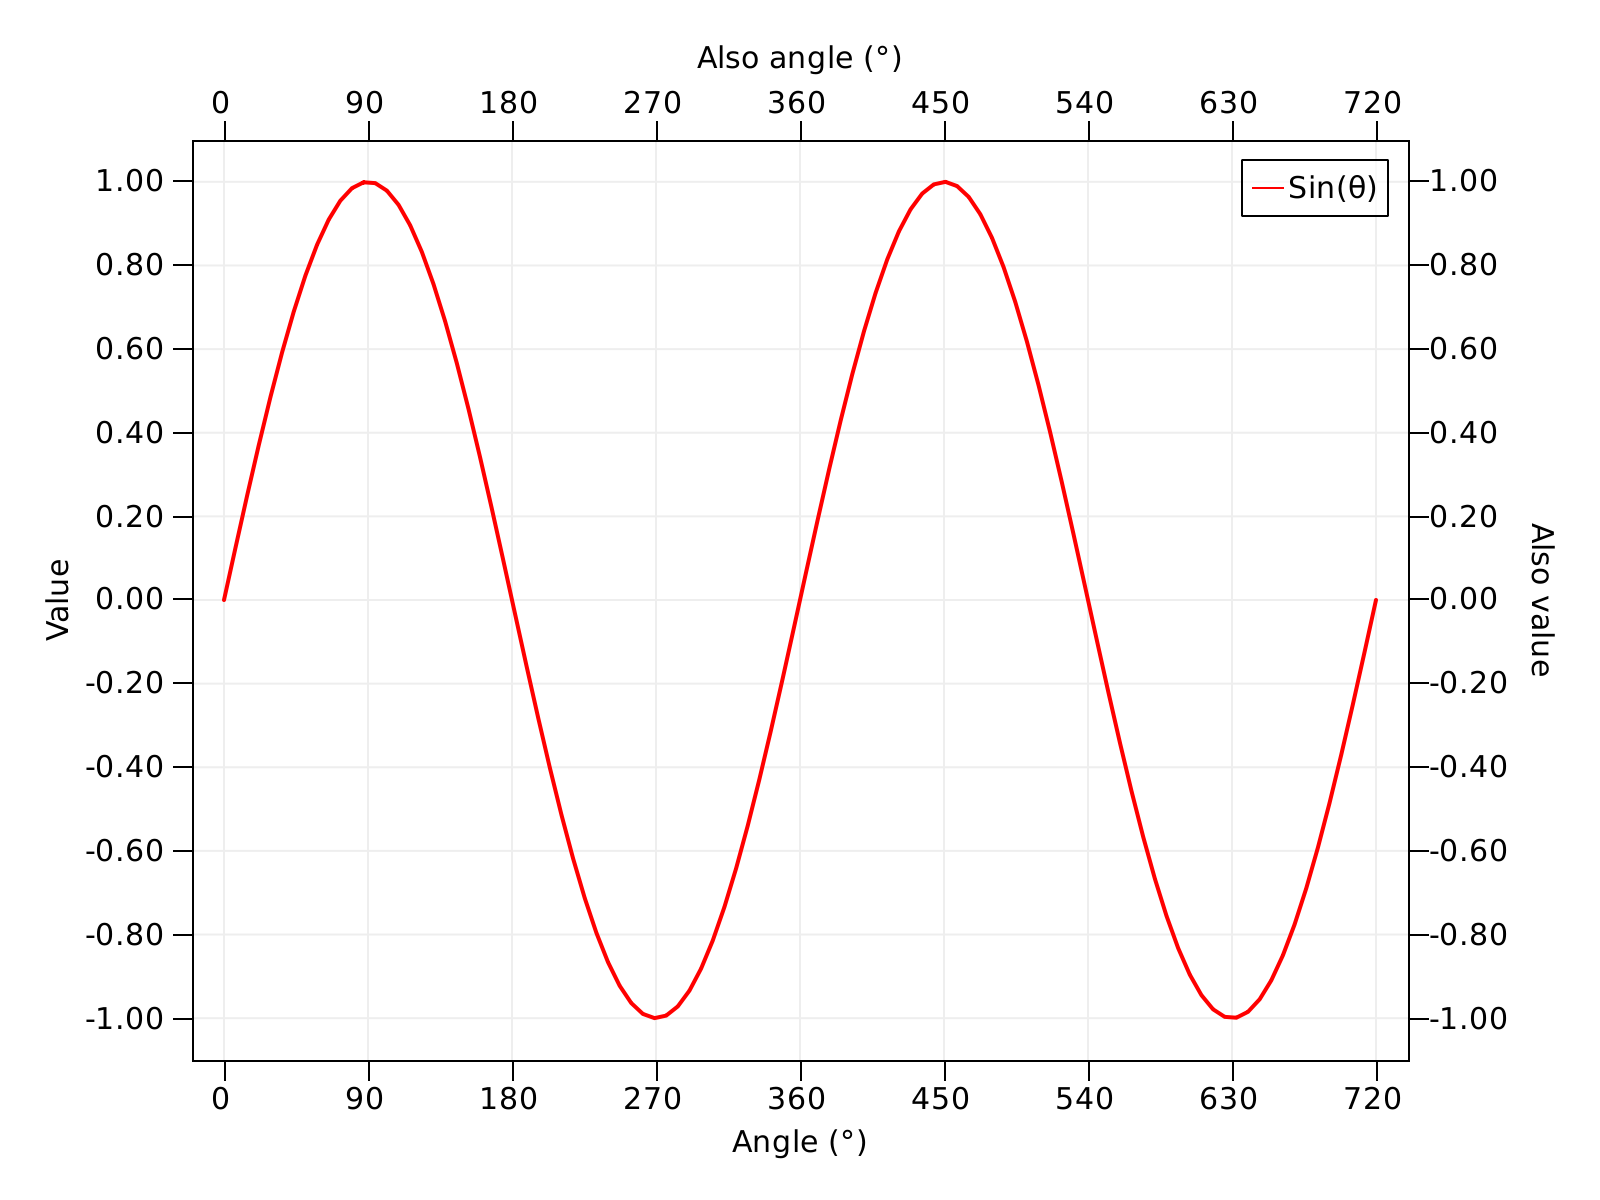 Also angle (°)
0 90 180 270 360 450 540 630 720
Sin(θ)
1.00 1.00
0.80 0.80
0.60 0.60
0.40 0.40
0.20 0.20
0.00 0.00
-0.20 -0.20
-0.40 -0.40
-0.60 -0.60
-0.80 -0.80
-1.00 -1.00
Value
Also value
0 90 180 270 360 450 540 630 720
Angle (°)